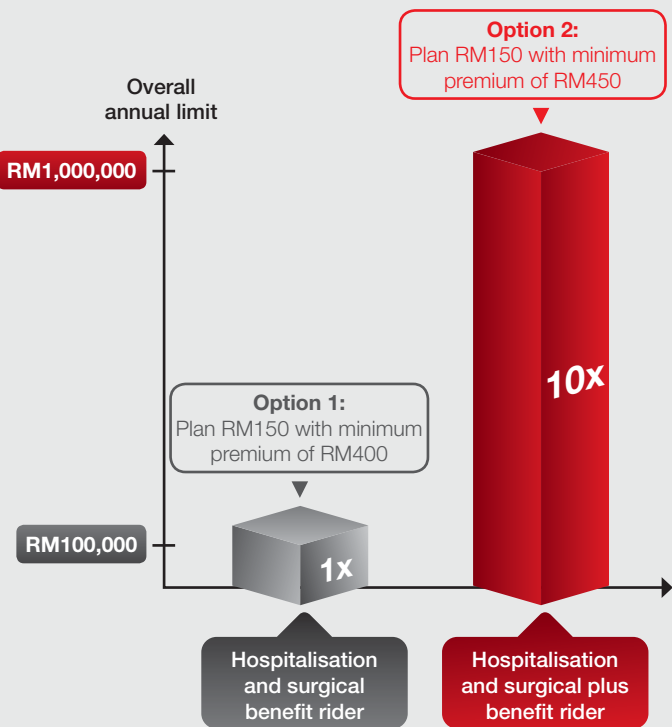 Option 2:
Plan RM150 with minimum
premium of RM450
Overall
annual limit
RM1,000,000
10x
Option 1:
Plan RM150 with minimum
premium of RM400
RM100,000
1x
Hospitalisation
and surgical
benefit rider
Hospitalisation
and surgical plus
benefit rider